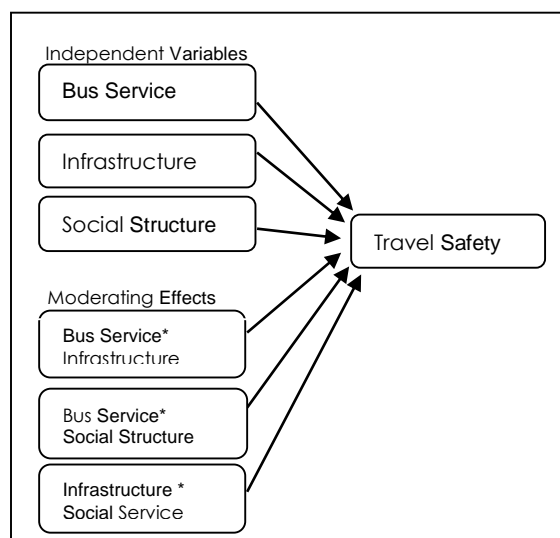 Independent Variables
Bus Service
Infrastructure
Social Structure
Travel Safety
Moderating Effects
Bus Service*
Infrastructure
Bus Service*
Social Structure
Infrastructure *
Social Service